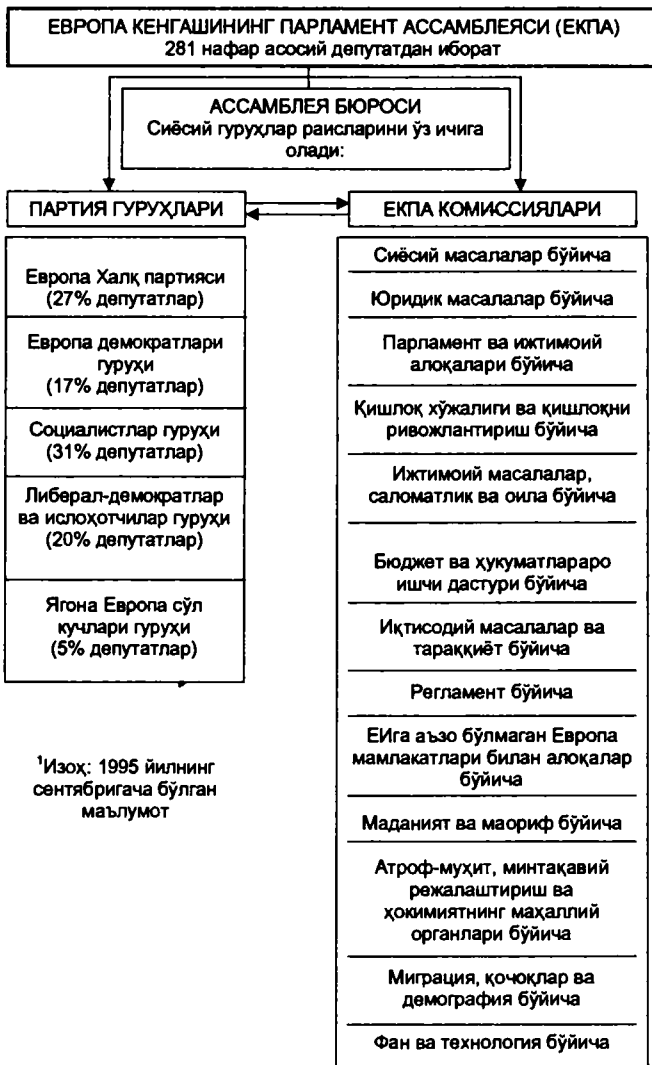 ЕВРОПА КЕНГАШИНИНГ ПАРЛАМЕНТ АССАМБЛЕЯСИ (ЕКПА)
281 нафар асосий депутатдан иборат
АССАМБЛЕЯ БЮРОСИ
Сиёсий гуруҳлар раисларини ўз ичига
олади:
ПАРТИЯ ГУРУҲЛАРИ
Европа Халқ партияси
(27% депутатлар)
Европа демократлари
гуруҳи
(17% депутатлар)
Социалистлар гуруҳи
(31% депутатлар)
Либерал-демократлар
ва ислоҳотчилар гуруҳи
(20% депутатлар)
Ягона Европа сўл
кучлари гуруҳи
(5% депутатлар)
¹Изоҳ: 1995 йилнинг
сентябригача бўлган
маълумот
ЕКПА КОМИССИЯЛАРИ
Сиёсий масалалар бўйича
Юридик масалалар бўйича
Парламент ва ижтимоий
алоқалари бўйича
Қишлоқ хўжалиги ва қишлоқни
ривожлантириш бўйича
Ижтимоий масалалар,
саломатлик ва оила бўйича
Бюджет ва ҳукуматлараро
ишчи дастури бўйича
Иқтисодий масалалар ва
тараққиёт бўйича
Регламент бўйича
ЕИга аъзо бўлмаган Европа
мамлакатлари билан алоқалар
бўйича
Маданият ва маориф бўйича
Атроф-муҳит, минтақавий
режалаштириш ва
ҳокимиятнинг маҳаллий
органлари бўйича
Миграция, қочоқлар ва
демография бўйича
Фан ва технология бўйича